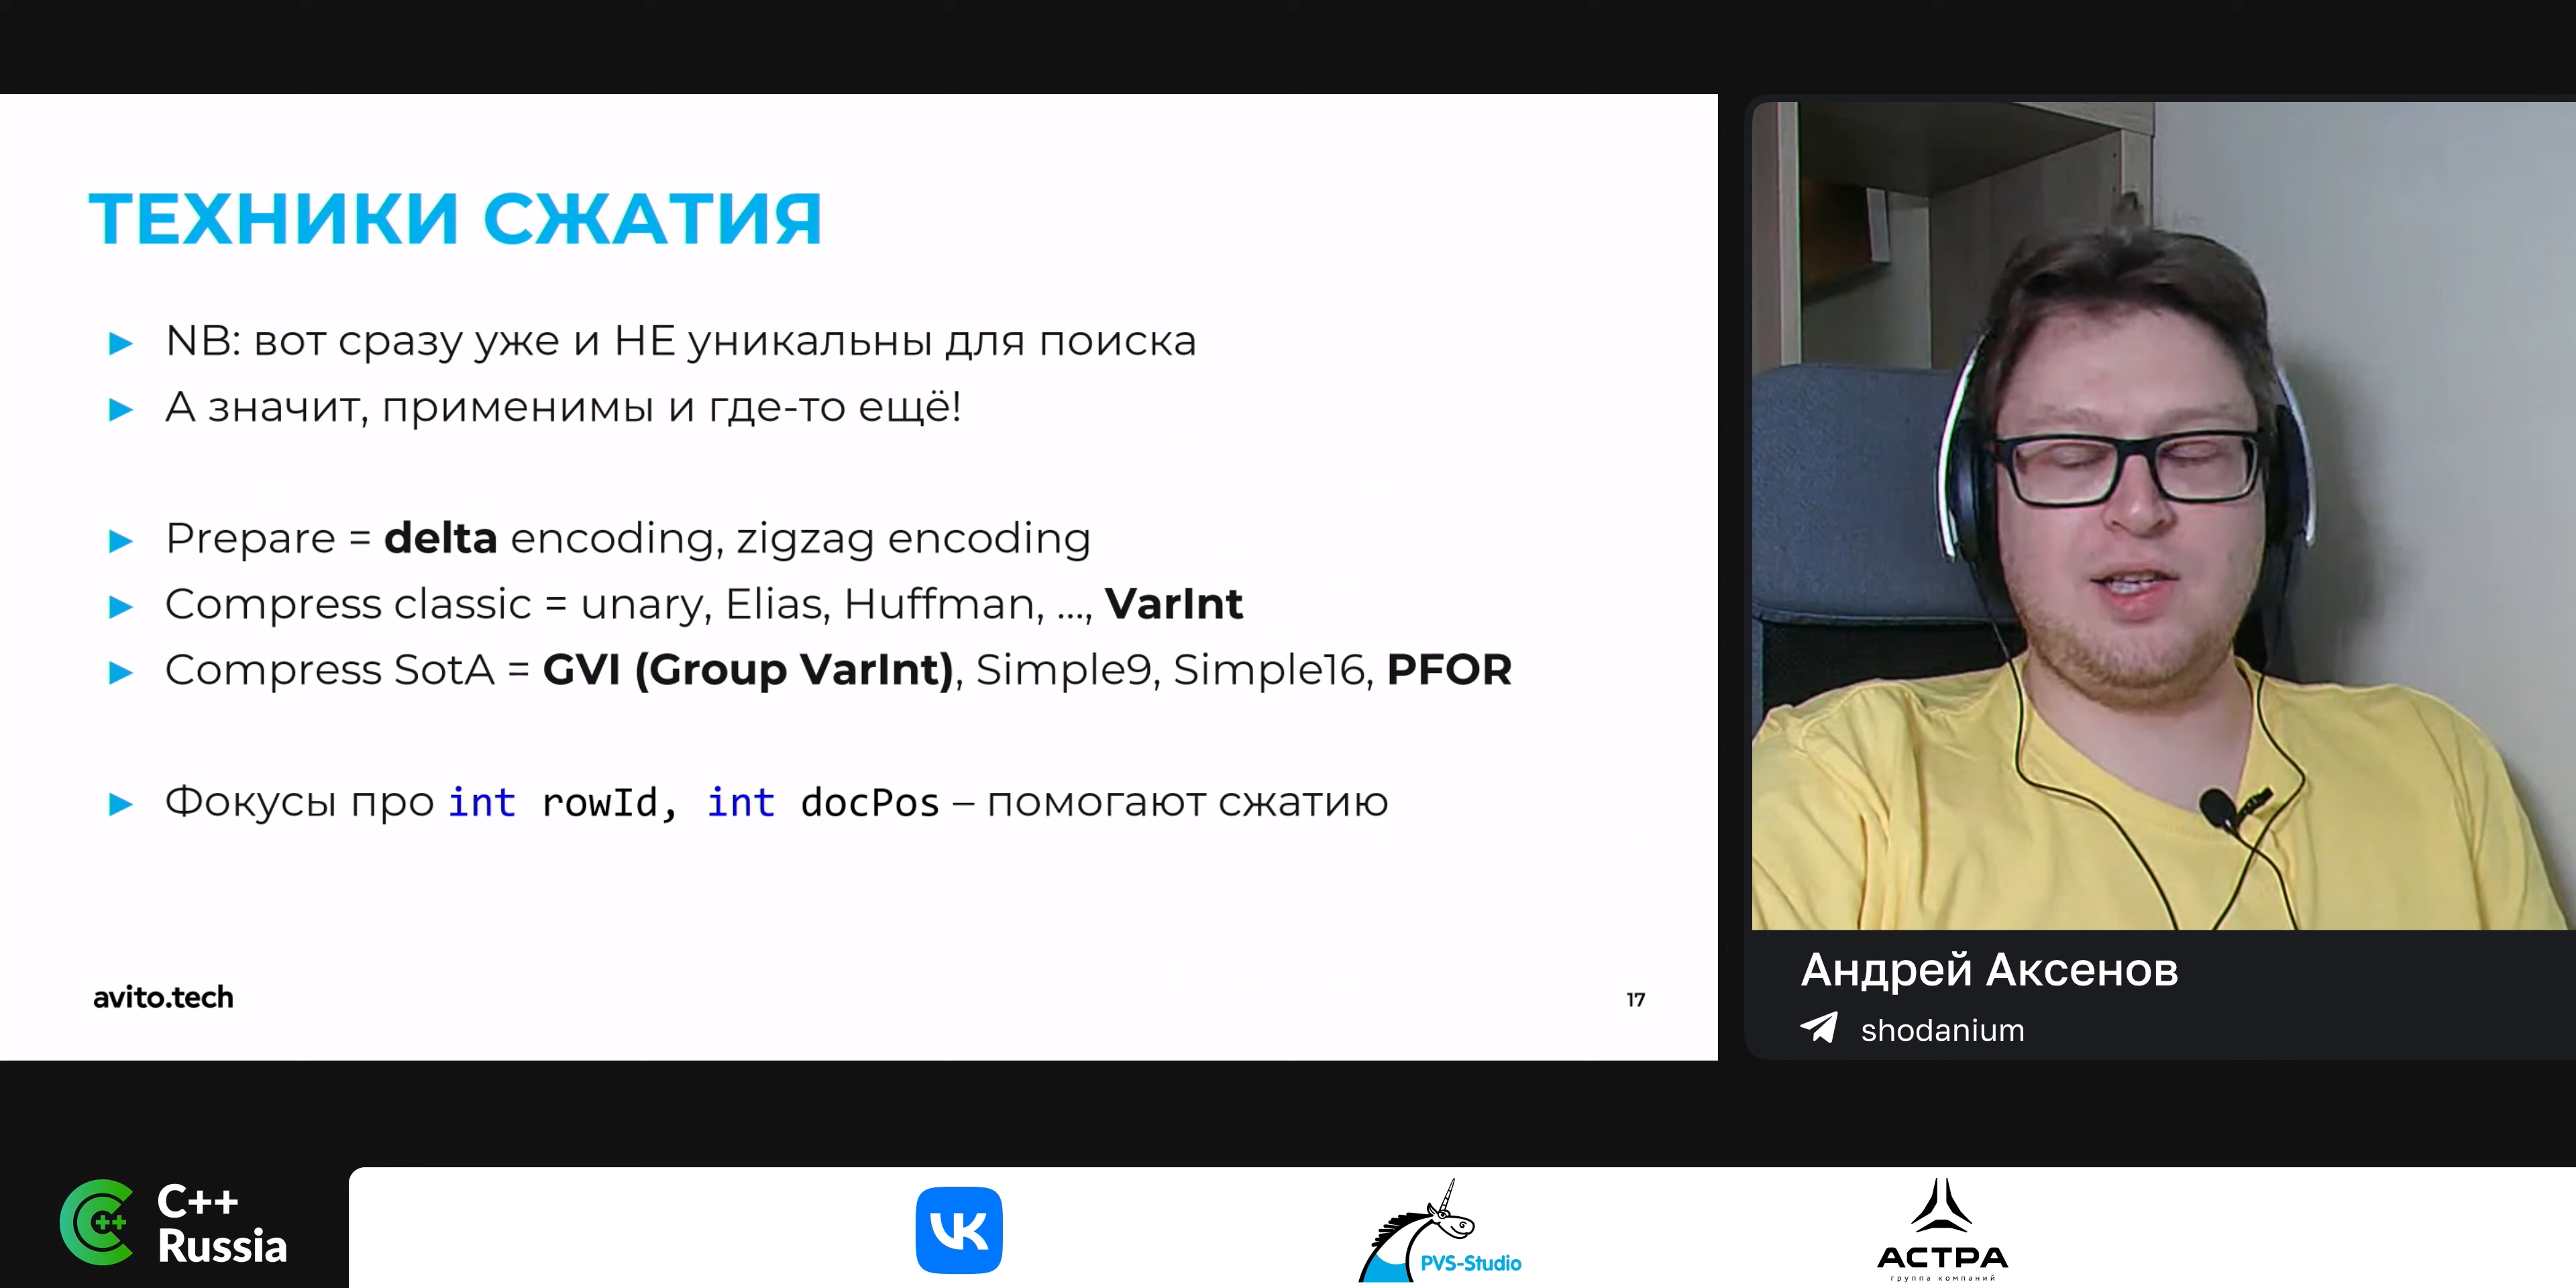 ТЕХНИКИ СЖАТИЯ
NB: вот сразу уже и НЕ уникальны для поиска
А значит, применимы и где-то ещё!
Prepare = delta encoding, zigzag encoding
Compress classic = unary, Elias, Huffman, ..., VarInt
Compress SotA = GVI (Group VarInt), Simple9, Simple16, PFOR
Фокусы про int rowId, int docPos – помогают сжатию
avito.tech
17
Андрей Аксенов
shodanium
C++
Russia
VK
PVS-Studio
АСТРА
группа компаний